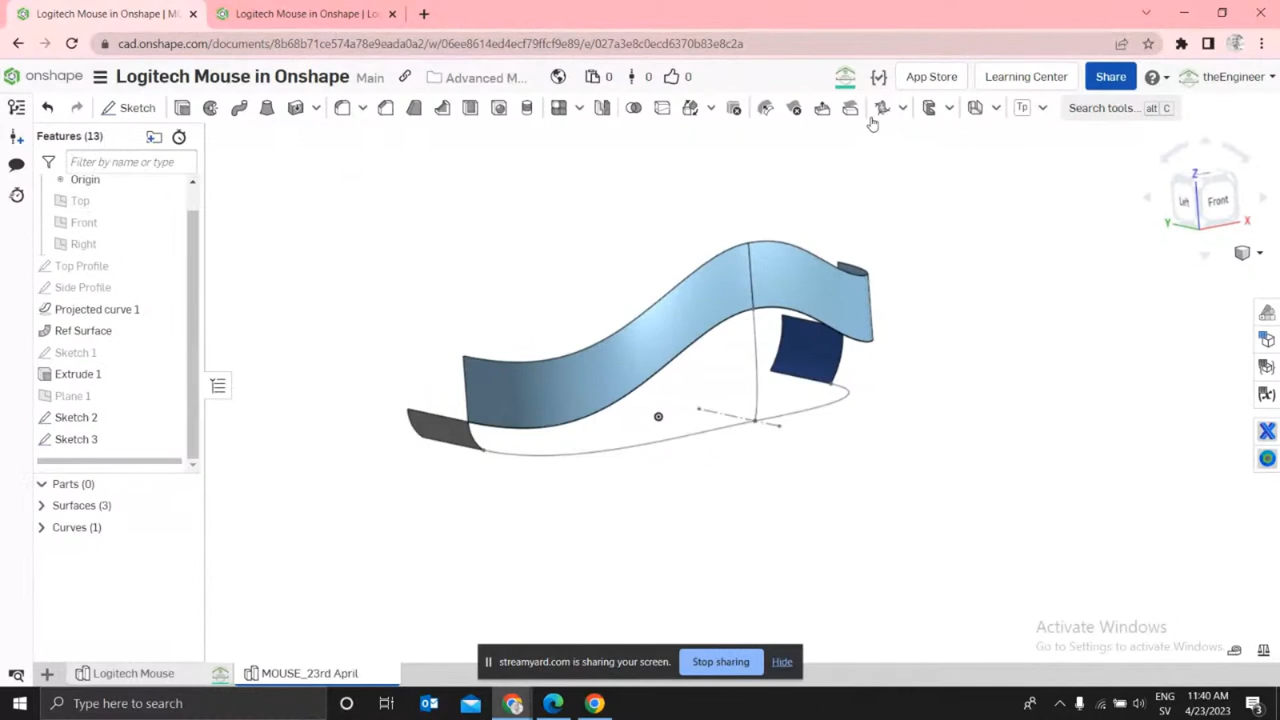 Logitech Mouse in Onshape | MO
Logitech Mouse in Onshape | Lo
cad.onshape.com/documents/8b68b71ce574a78e9eada0a2/w/06ee8614ed4ecf79ffcf9e89/e/027a3e8c0ecd6370b83e8c2a
onshape
Logitech Mouse in Onshape Main
Advanced M...
0
0
0
App Store
Learning Center
Share
theEngineer
Sketch
Tp
Search tools... alt C
Features (13)
Filter by name or type
Origin
Top
Front
Right
Top Profile
Side Profile
Projected curve 1
Ref Surface
Sketch 1
Extrude 1
Plane 1
Sketch 2
Sketch 3
Parts (0)
Surfaces (3)
Curves (1)
Z
Left
Front
Y
X
Activate Windows
Go to Settings to activate Windows.
streamyard.com is sharing your screen.
Stop sharing
Hide
Logitech Mouse
MOUSE_23rd April
Type here to search
ENG
SV
11:40 AM
4/23/2023
3